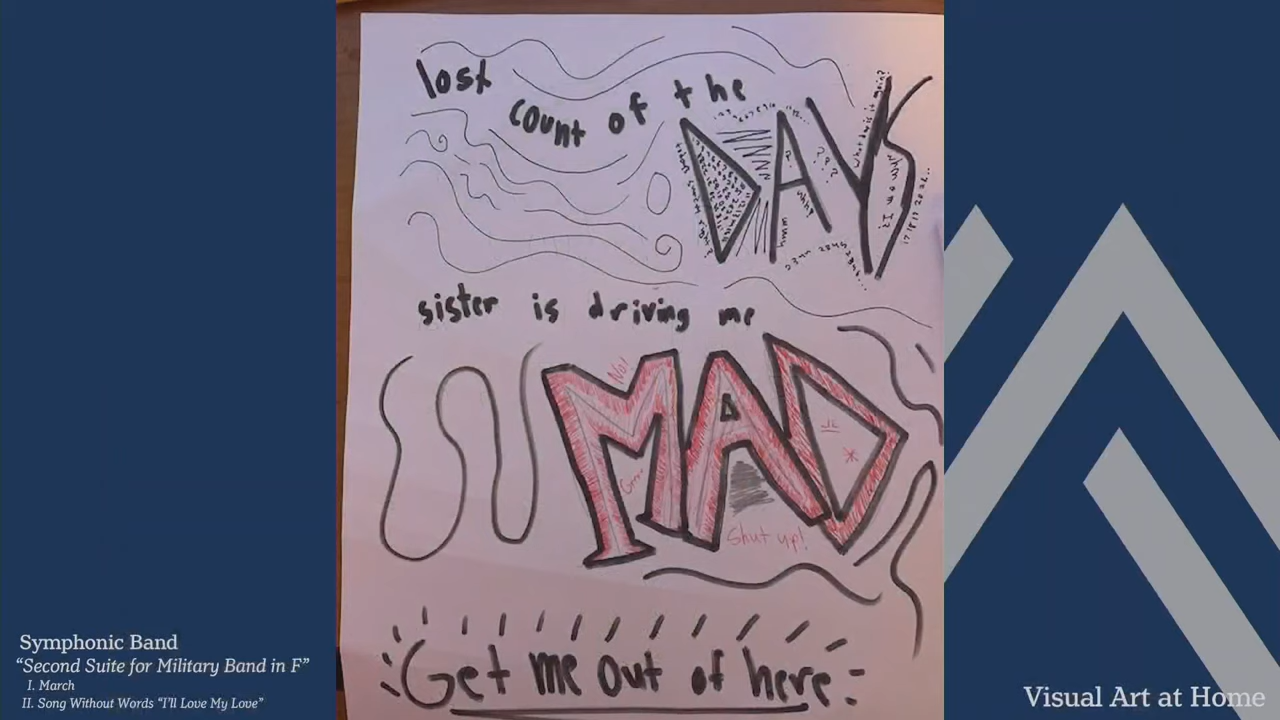 lost
count of the
DAYS
sister is driving me
No!
MAD
Grrr
Shut up!
Get me out of here
Symphonic Band
“Second Suite for Military Band in F”
I. March
II. Song Without Words “I’ll Love My Love”
Visual Art at Home